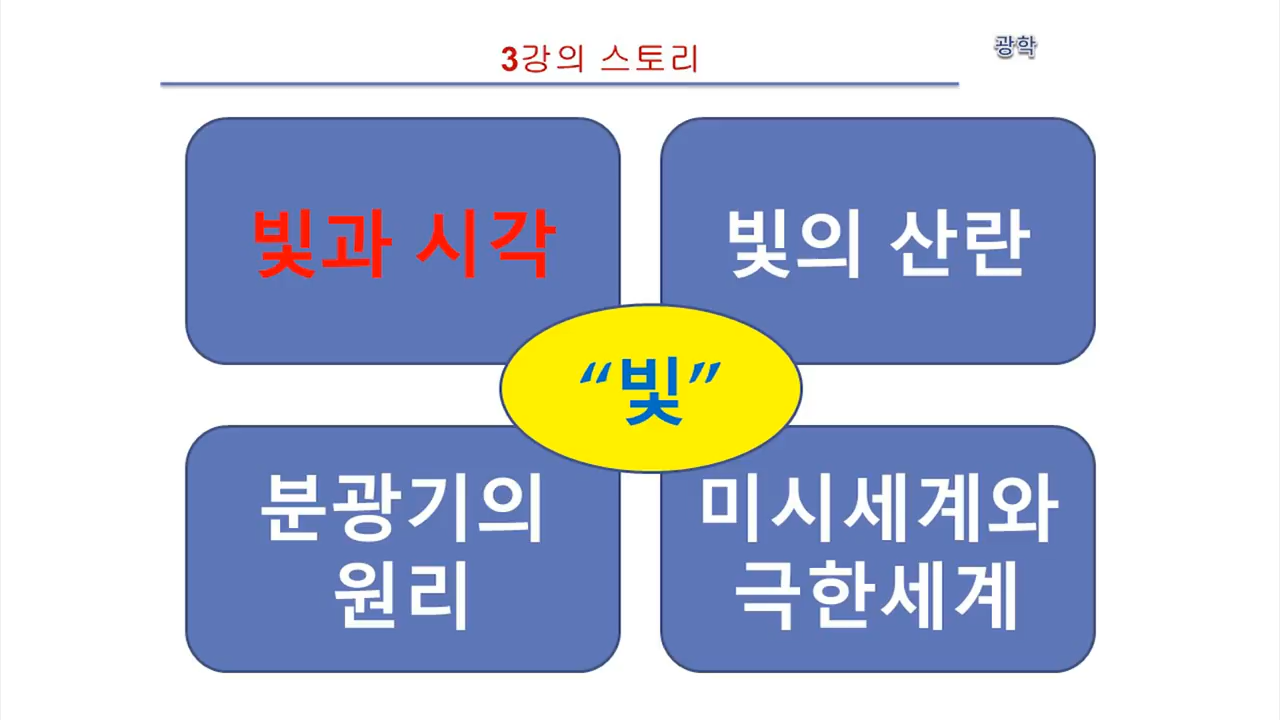 3강의 스토리
광학
빛과 시각
빛의 산란
“빛”
분광기의
원리
미시세계와
극한세계